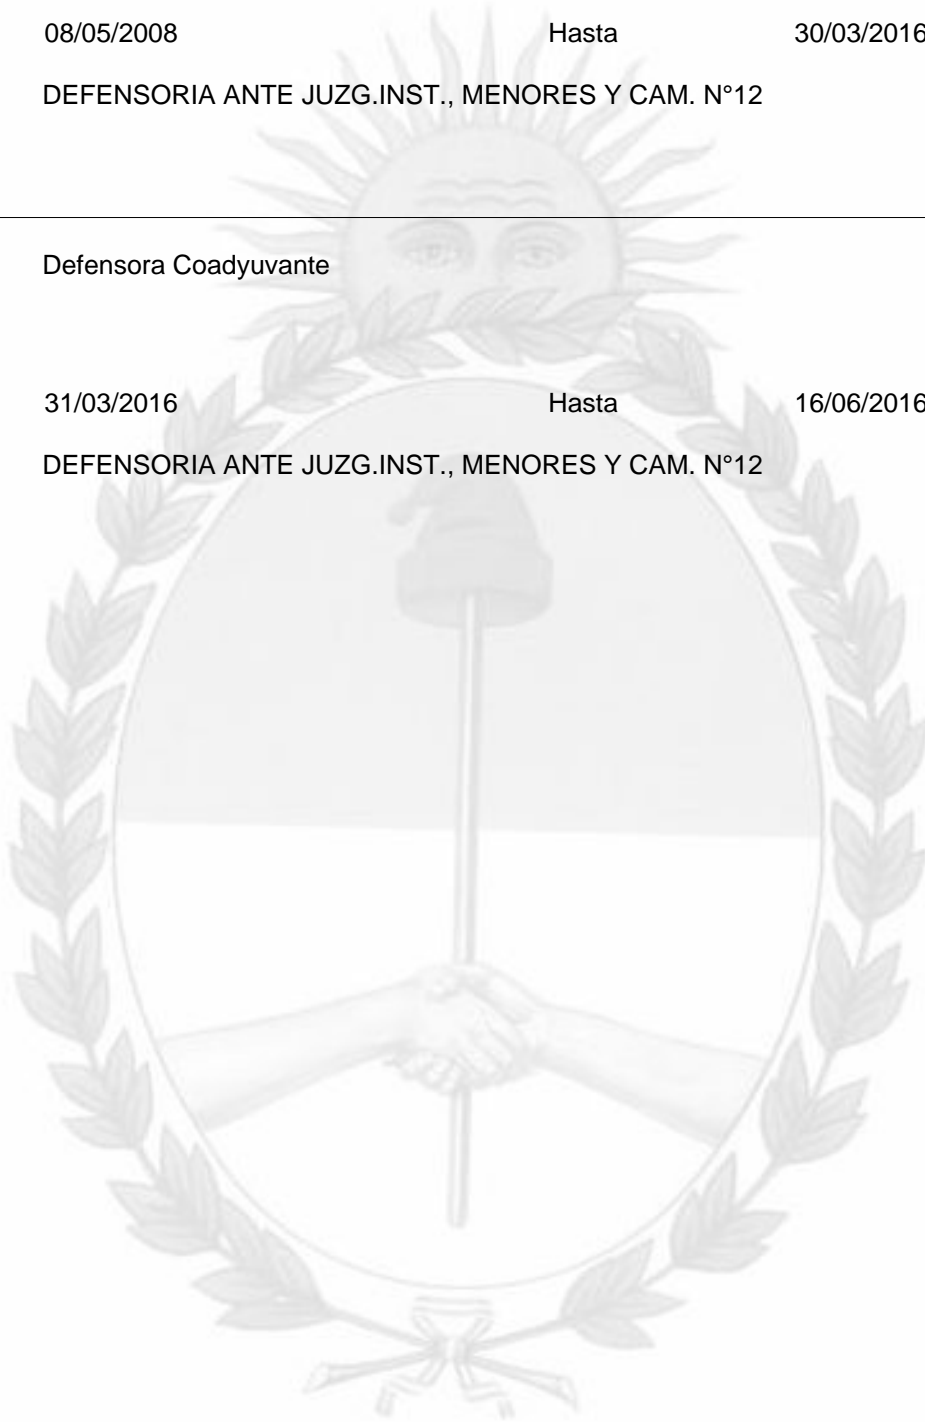 08/05/2008 Hasta 30/03/2016
DEFENSORIA ANTE JUZG.INST., MENORES Y CAM. N°12
Defensora Coadyuvante
31/03/2016 Hasta 16/06/2016
DEFENSORIA ANTE JUZG.INST., MENORES Y CAM. N°12